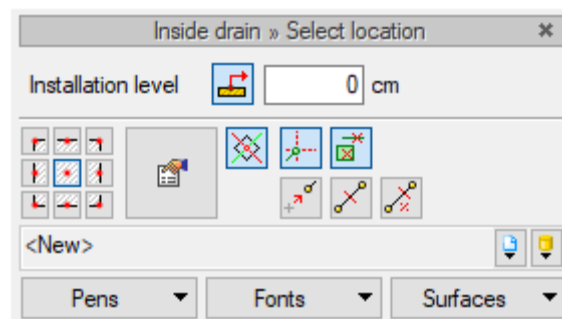 Inside drain » Select location
Installation level 0 cm
<New>
Pens Fonts Surfaces